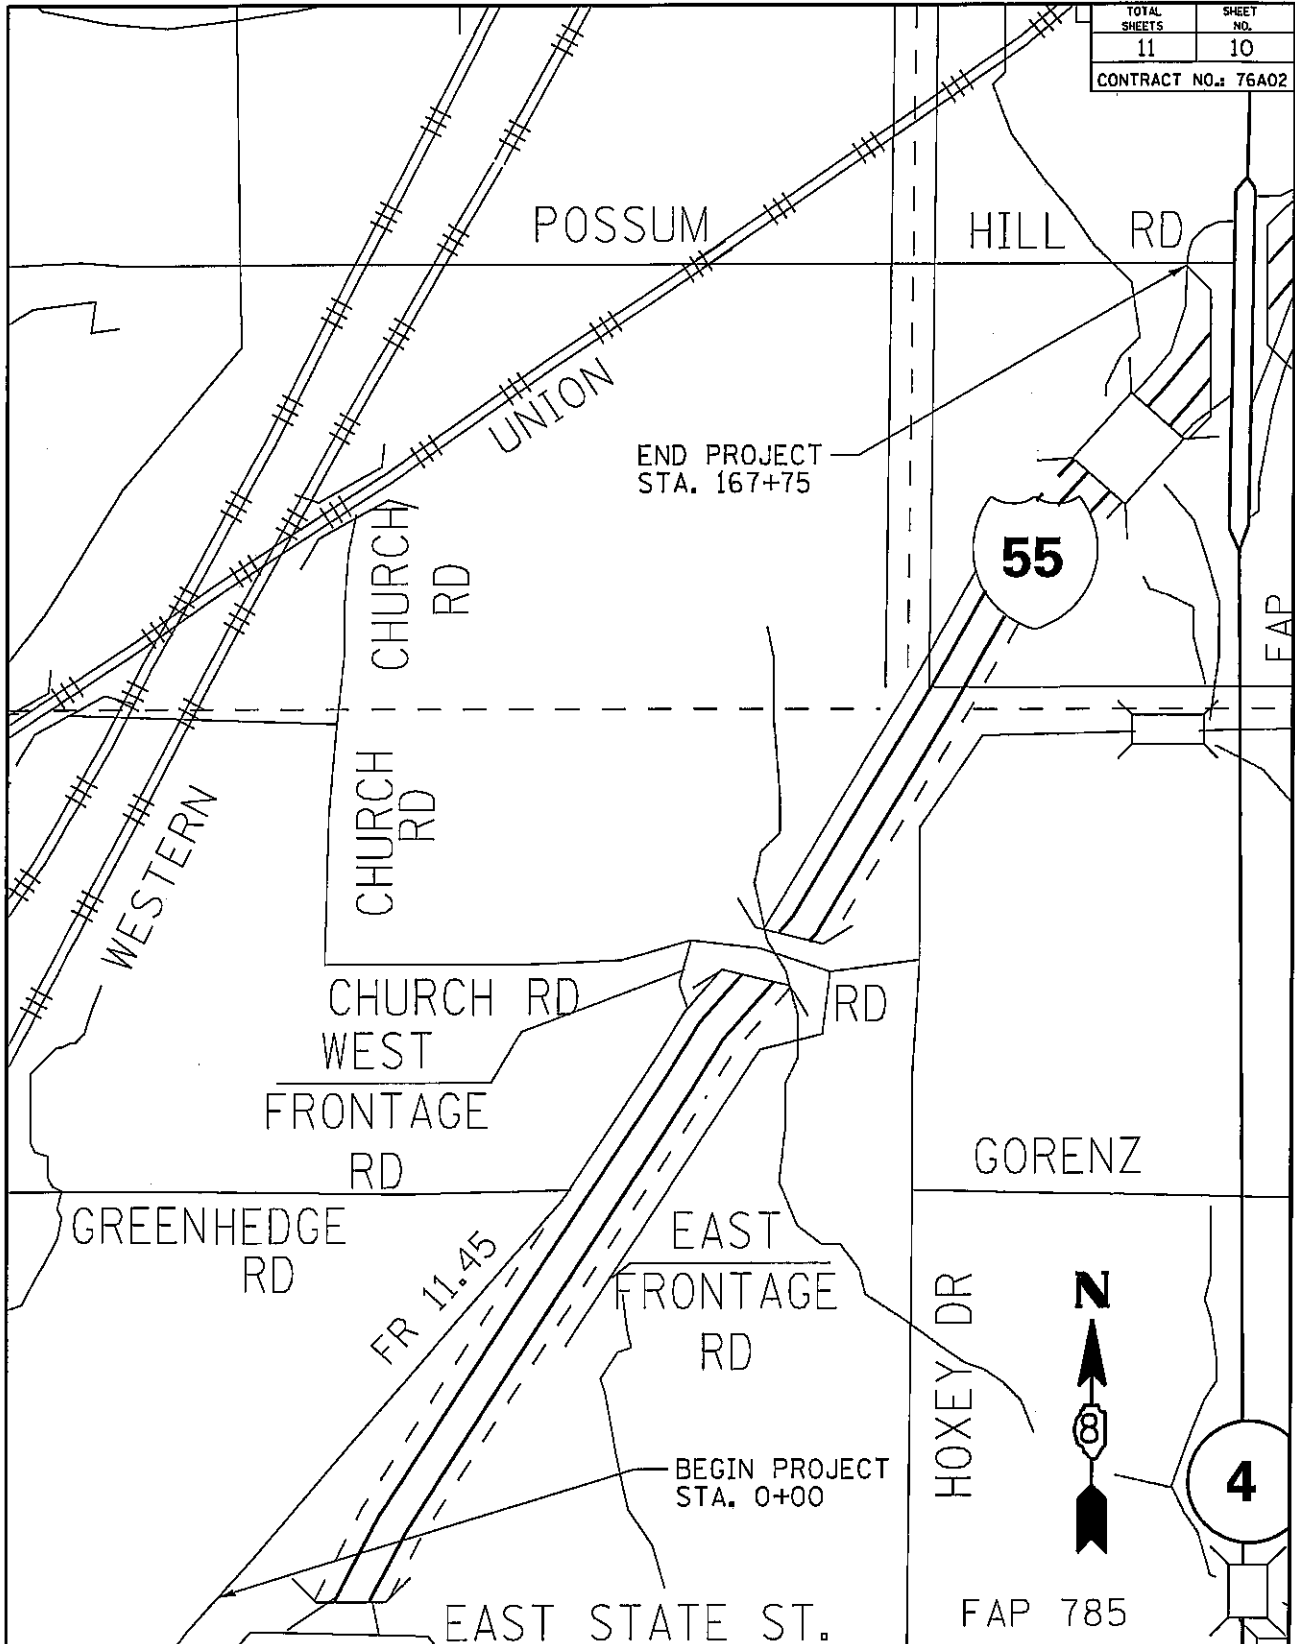 TOTAL SHEETS
SHEET NO.
11
10
CONTRACT NO.: 76A02
POSSUM HILL RD
UNION
END PROJECT
STA. 167+75
55
CHURCH
RD
FAP
CHURCH
RD
WESTERN
CHURCH RD
RD
WEST
FRONTAGE
RD
GORENZ
GREENHEDGE
RD
FR 11.45
EAST
FRONTAGE
RD
HOXEY DR
N
8
BEGIN PROJECT
STA. 0+00
4
EAST STATE ST.
FAP 785